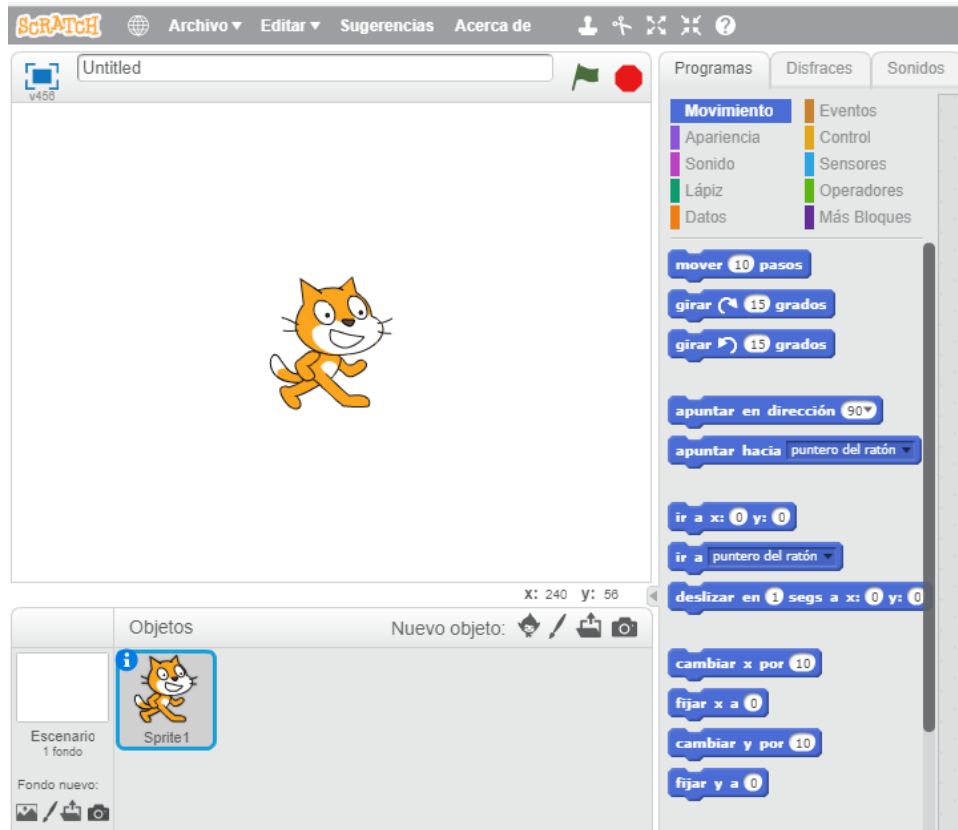 SCRATCH Archivo Editar Sugerencias Acerca de
Untitled
v456
Programas Disfraces Sonidos
Movimiento Eventos
Apariencia Control
Sonido Sensores
Lápiz Operadores
Datos Más Bloques
mover 10 pasos
girar 15 grados
girar 15 grados
apuntar en dirección 90
apuntar hacia puntero del ratón
ir a x: 0 y: 0
ir a puntero del ratón
deslizar en 1 segs a x: 0 y: 0
cambiar x por 10
fijar x a 0
cambiar y por 10
fijar y a 0
x: 240 y: 56
Objetos Nuevo objeto:
Sprite1
Escenario
1 fondo
Fondo nuevo: